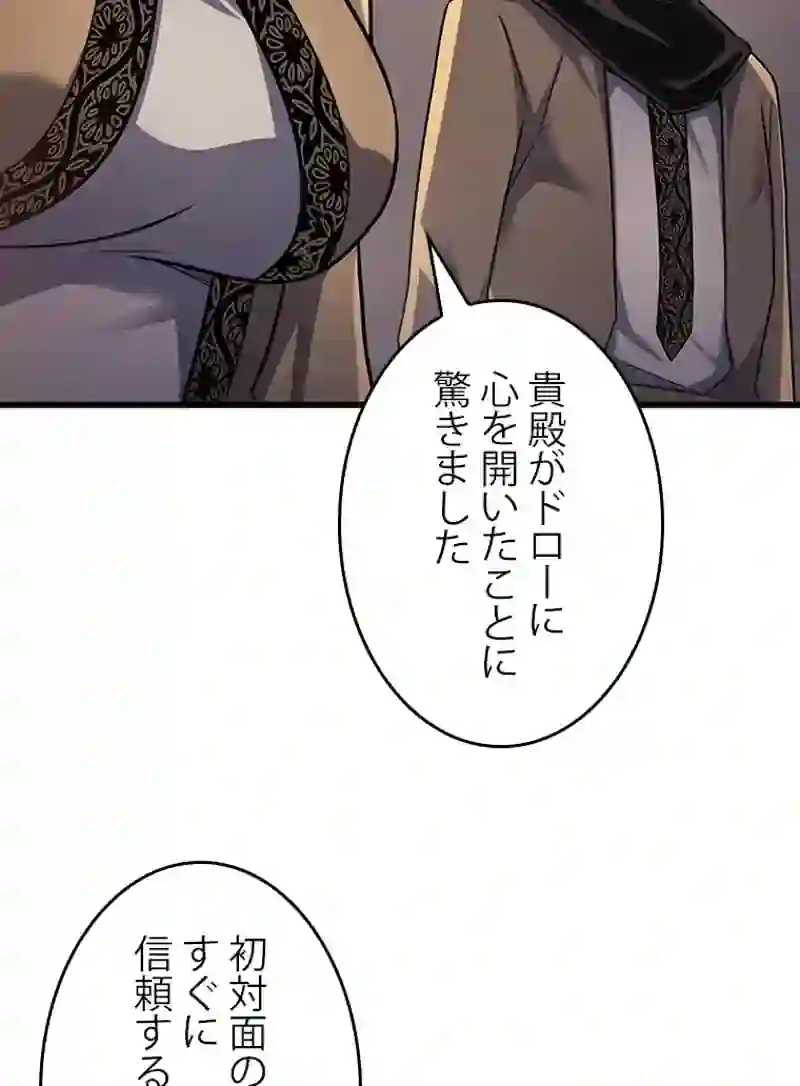 貴殿がドローに
心を開いたことに
驚きました
初対面の
すぐに
信頼する